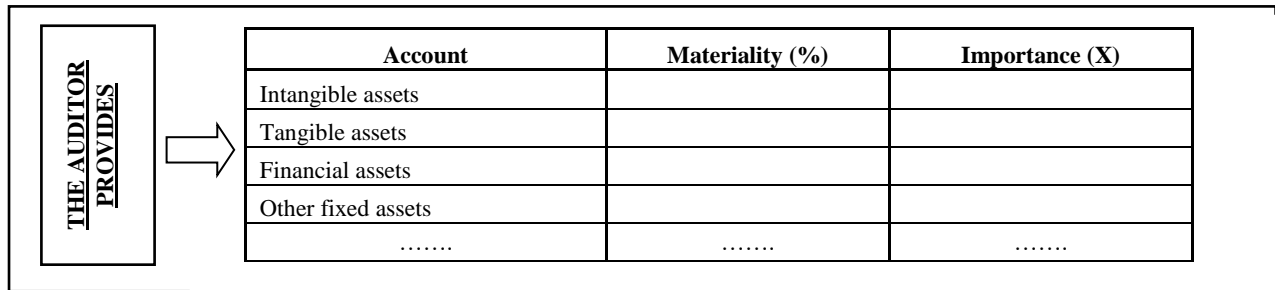 THE AUDITOR
PROVIDES
Account Materiality (%) Importance (X)
Intangible assets
Tangible assets
Financial assets
Other fixed assets
……. ……. …….